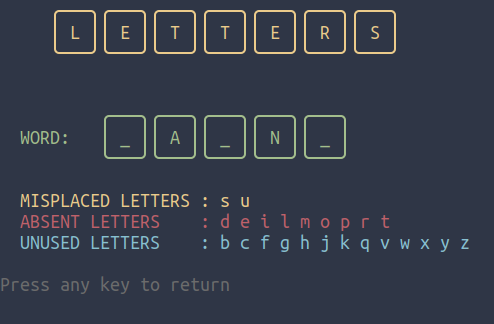 L E T T E R S
WORD: _ A _ N _
MISPLACED LETTERS : s u
ABSENT LETTERS : d e i l m o p r t
UNUSED LETTERS : b c f g h j k q v w x y z
Press any key to return